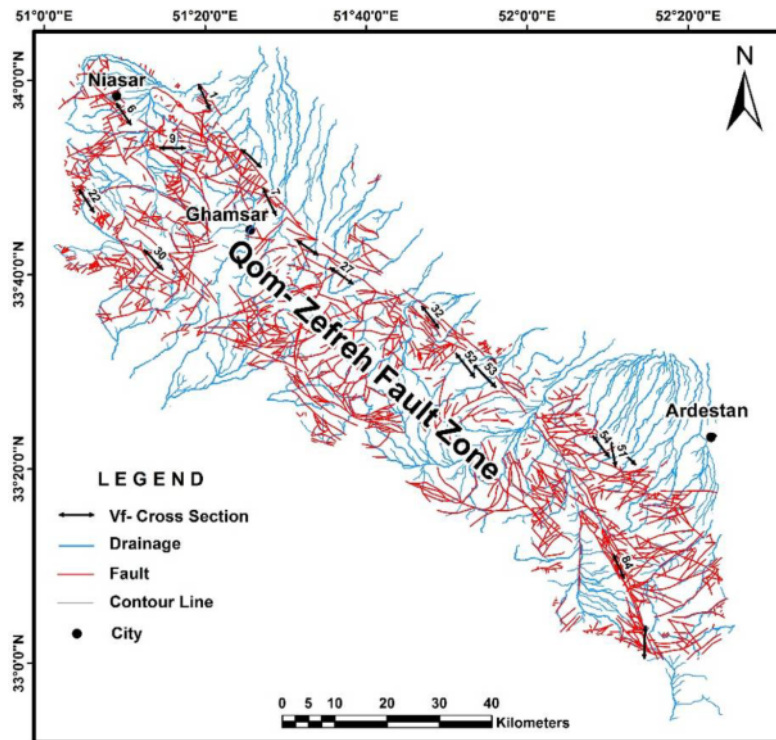 51°0'0"E
51°20'0"E
51°40'0"E
52°0'0"E
52°20'0"E
34°0'0"N
33°40'0"N
33°20'0"N
33°0'0"N
N
Niasar
1
6
9
7
22
Ghamsar
30
27
32
52
53
Qom- Zefreh Fault Zone
Ardestan
54
51
84
LEGEND
Vf- Cross Section
Drainage
Fault
Contour Line
City
0 5 10 20 30 40
Kilometers